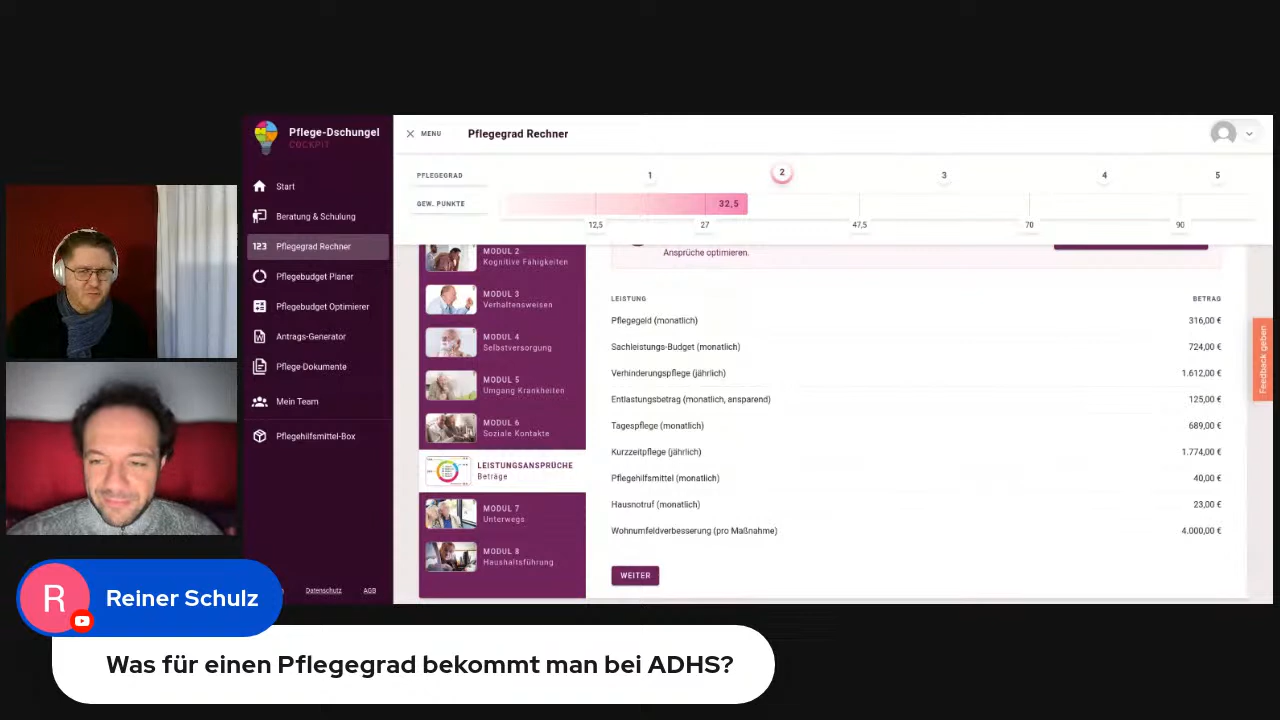 Pflege-Dschungel
COCKPIT
Start
Beratung & Schulung
123 Pflegegrad Rechner
Pflegebudget Planer
Pflegebudget Optimierer
Antrags-Generator
Pflege-Dokumente
Mein Team
Pflegehilfsmittel-Box
Datenschutz AGB
MENU
Pflegegrad Rechner
PFLEGEGRAD 1 2 3 4 5
GEW. PUNKTE 32,5
12,5 27 47,5 70 90
MODUL 2
Kognitive Fähigkeiten
MODUL 3
Verhaltensweisen
MODUL 4
Selbstversorgung
MODUL 5
Umgang Krankheiten
MODUL 6
Soziale Kontakte
LEISTUNGSANSPRÜCHE
Beträge
MODUL 7
Unterwegs
MODUL 8
Haushaltsführung
Ansprüche optimieren.
LEISTUNG BETRAG
Pflegegeld (monatlich) 316,00 €
Sachleistungs-Budget (monatlich) 724,00 €
Verhinderungspflege (jährlich) 1.612,00 €
Entlastungsbetrag (monatlich, ansparend) 125,00 €
Tagespflege (monatlich) 689,00 €
Kurzzeitpflege (jährlich) 1.774,00 €
Pflegehilfsmittel (monatlich) 40,00 €
Hausnotruf (monatlich) 23,00 €
Wohnumfeldverbesserung (pro Maßnahme) 4.000,00 €
WEITER
Feedback geben
R
Reiner Schulz
Was für einen Pflegegrad bekommt man bei ADHS?